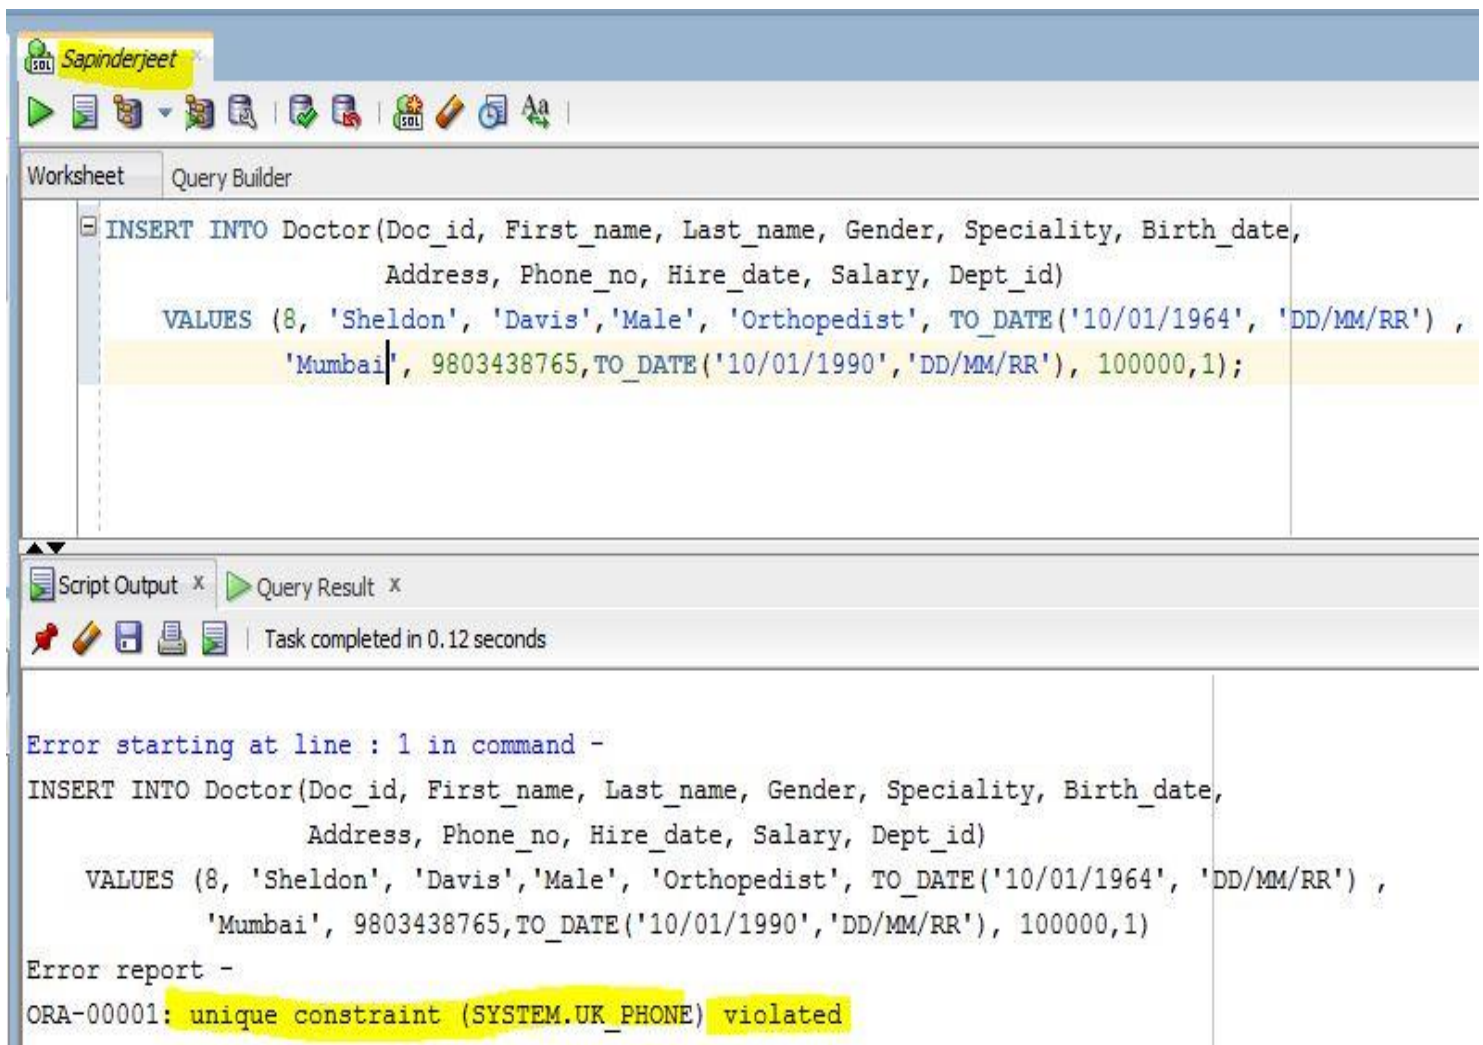 Sapinderjeet
Worksheet Query Builder
INSERT INTO Doctor(Doc_id, First_name, Last_name, Gender, Speciality, Birth_date,
Address, Phone_no, Hire_date, Salary, Dept_id)
VALUES (8, 'Sheldon', 'Davis','Male', 'Orthopedist', TO_DATE('10/01/1964', 'DD/MM/RR') ,
'Mumbai', 9803438765,TO_DATE('10/01/1990','DD/MM/RR'), 100000,1);
Script Output x Query Result x
Task completed in 0.12 seconds
Error starting at line : 1 in command -
INSERT INTO Doctor(Doc_id, First_name, Last_name, Gender, Speciality, Birth_date,
Address, Phone_no, Hire_date, Salary, Dept_id)
VALUES (8, 'Sheldon', 'Davis','Male', 'Orthopedist', TO_DATE('10/01/1964', 'DD/MM/RR') ,
'Mumbai', 9803438765,TO_DATE('10/01/1990','DD/MM/RR'), 100000,1)
Error report -
ORA-00001: unique constraint (SYSTEM.UK_PHONE) violated